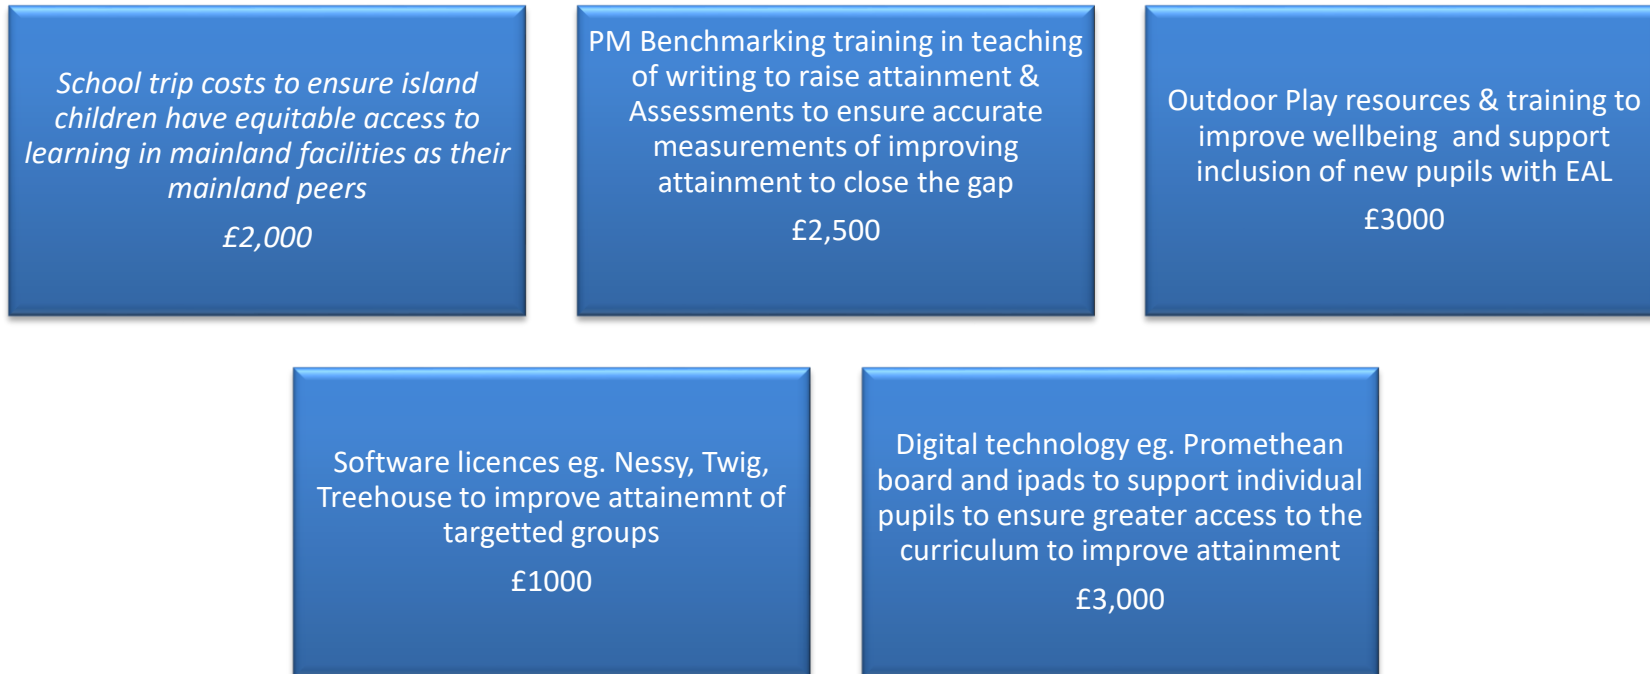 School trip costs to ensure island
children have equitable access to
learning in mainland facilities as their
mainland peers
£2,000
PM Benchmarking training in teaching
of writing to raise attainment &
Assessments to ensure accurate
measurements of improving
attainment to close the gap
£2,500
Outdoor Play resources & training to
improve wellbeing  and support
inclusion of new pupils with EAL
£3000
Software licences eg. Nessy, Twig,
Treehouse to improve attainemnt of
targetted groups
£1000
Digital technology eg. Promethean
board and ipads to support individual
pupils to ensure greater access to the
curriculum to improve attainment
£3,000